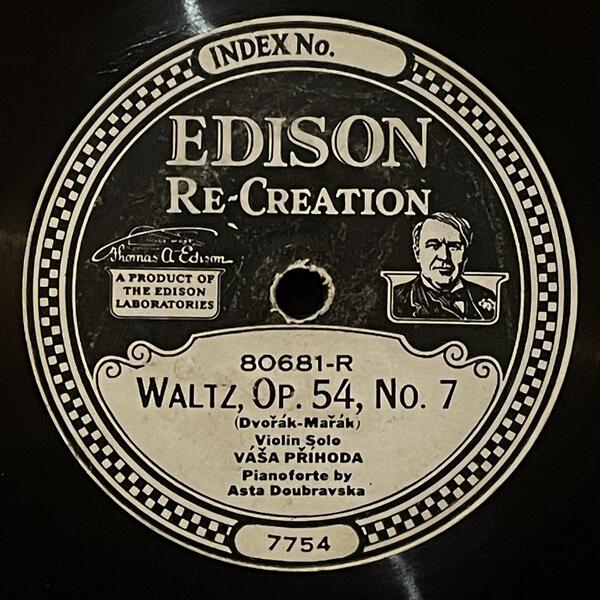 INDEX No.
EDISON
RE-CREATION
Thomas A Edison
A PRODUCT OF
THE EDISON
LABORATORIES
80681-R
WALTZ, OP. 54, NO. 7
(Dvořák-Mařák)
Violin Solo
VÁŠA PŘÍHODA
Pianoforte by
Asta Doubravska
7754